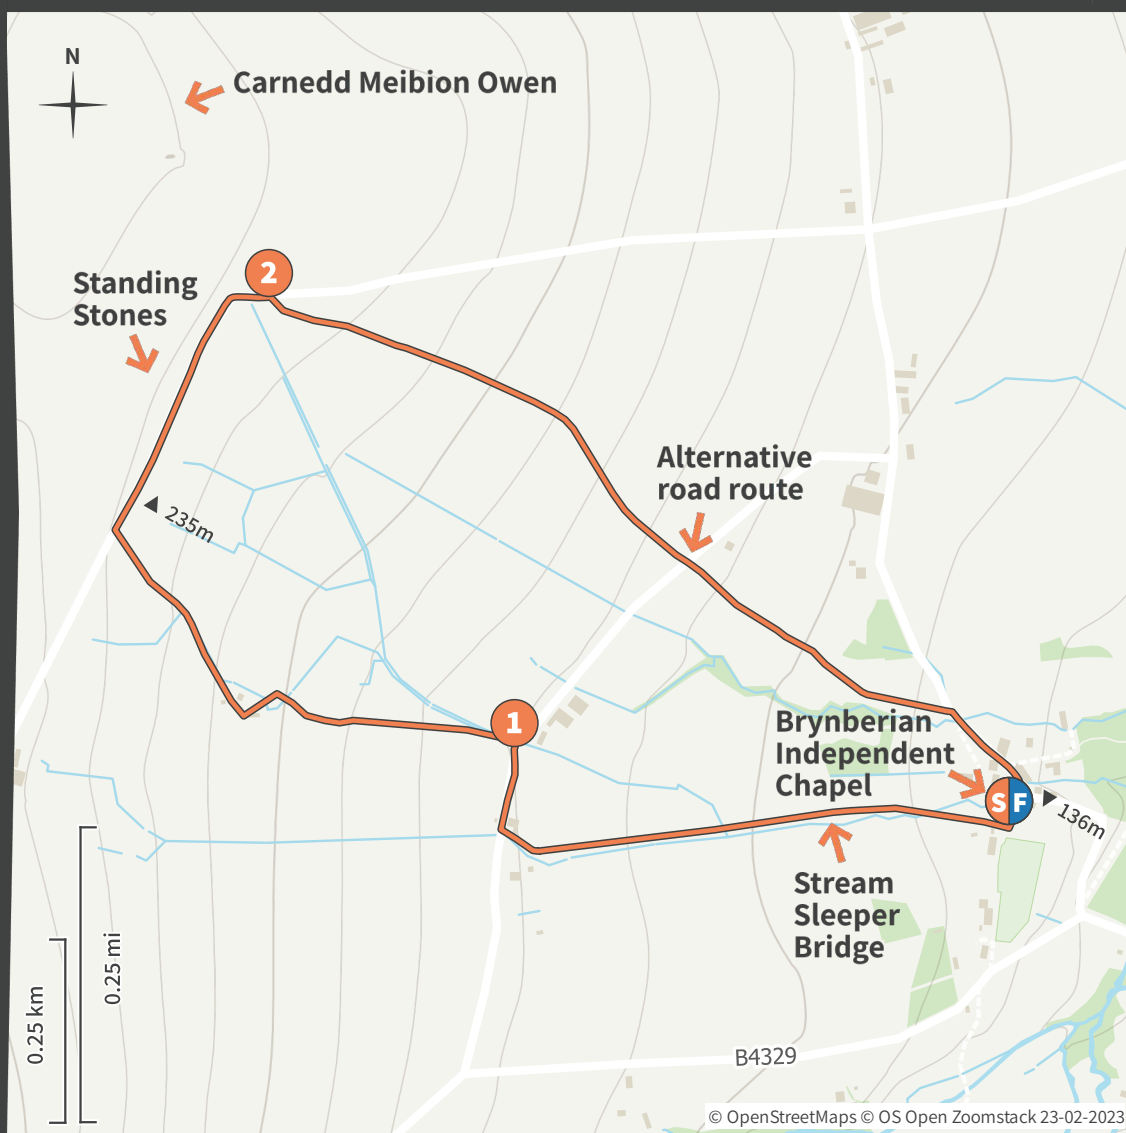 N
Carnedd Meibion Owen
2
Standing
Stones
Alternative
road route
235m
1
Brynberian
Independent
Chapel
S F
136m
Stream
Sleeper
Bridge
0.25 mi
0.25 km
B4329
© OpenStreetMaps © OS Open Zoomstack 23-02-2023